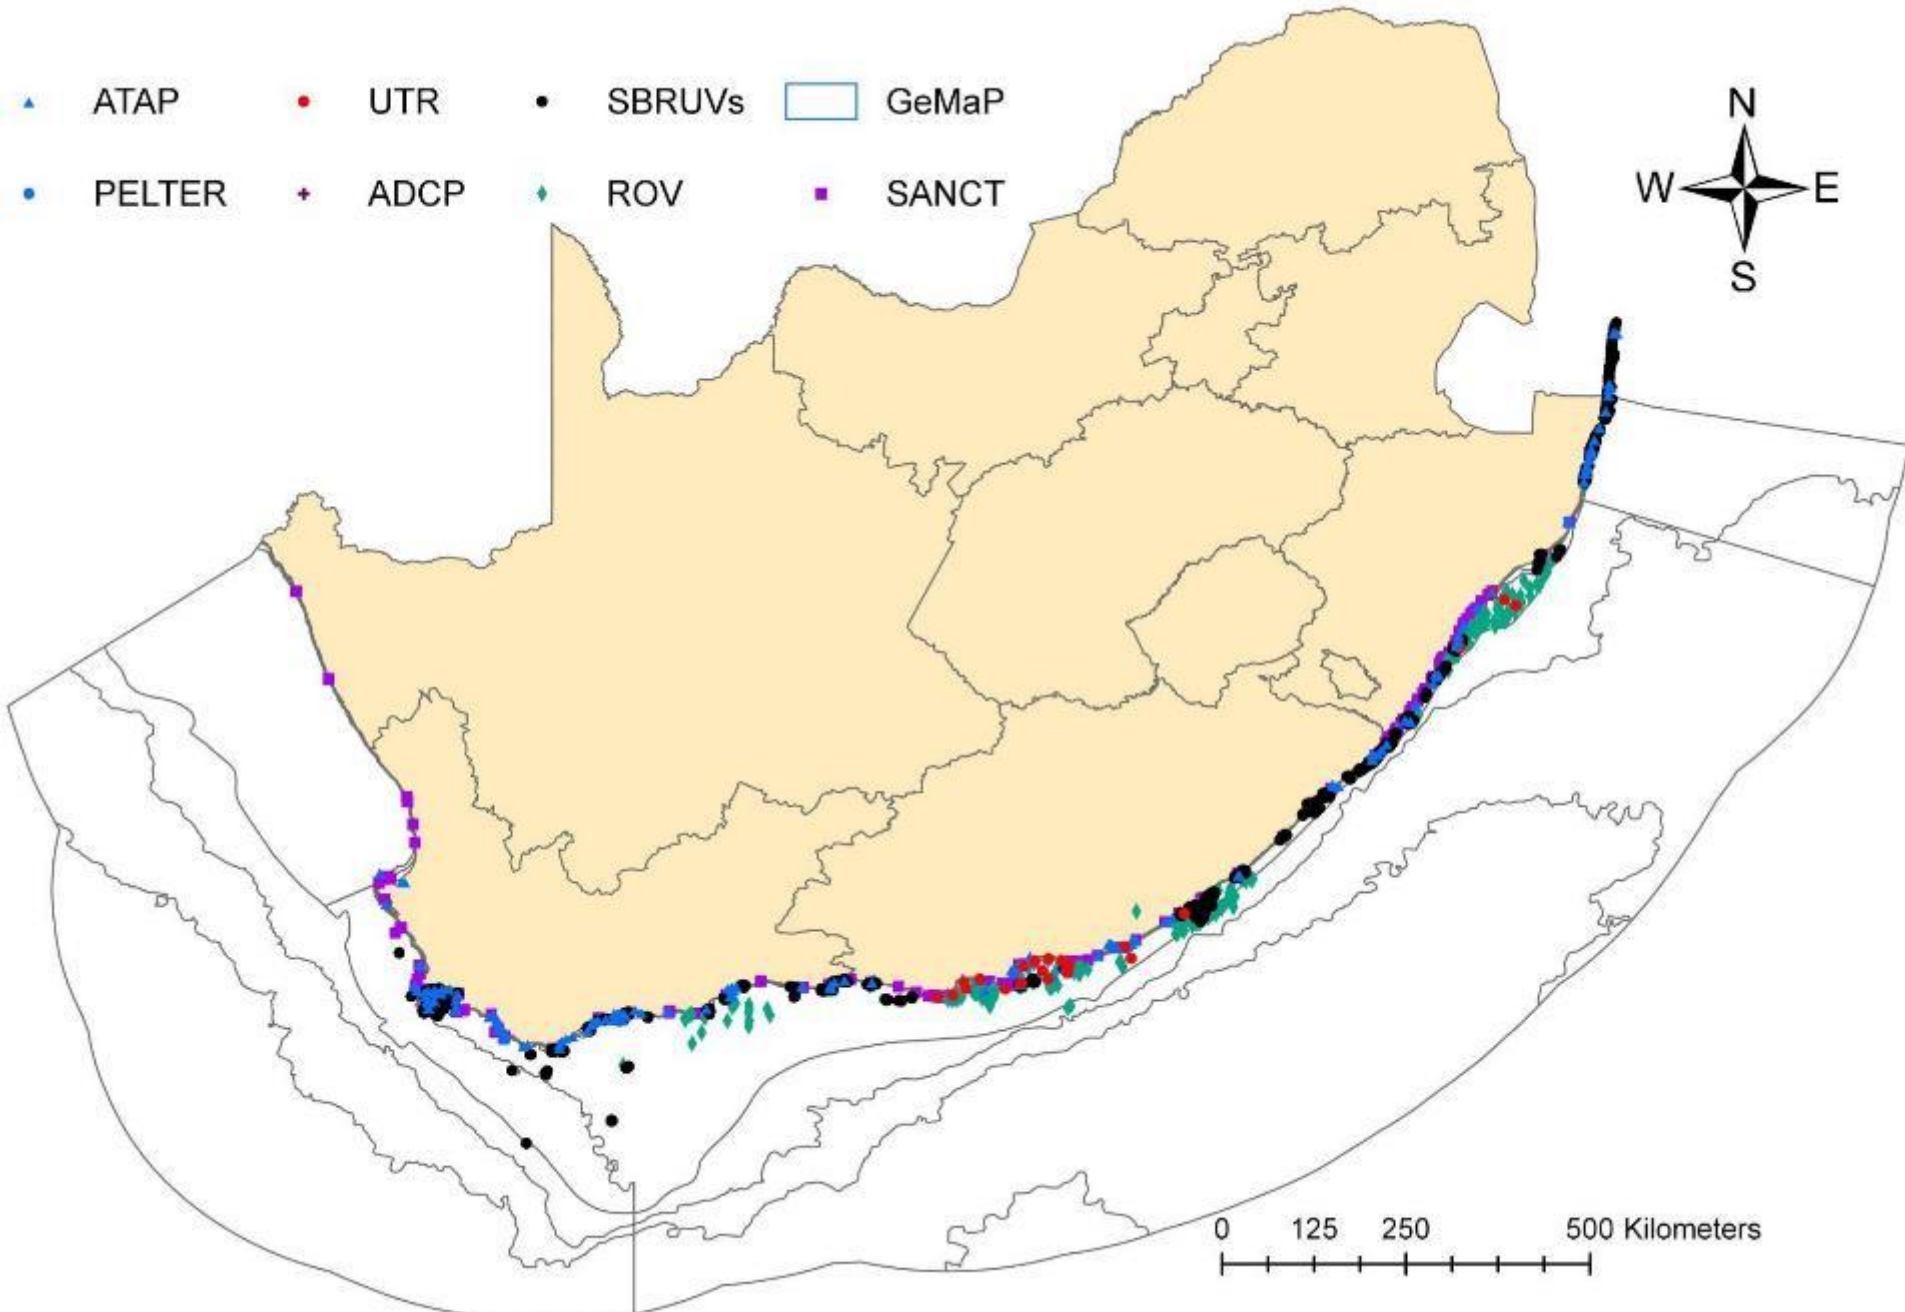 ATAP UTR SBRUVs GeMaP
PELTER ADCP ROV SANCT
N
W E
S
0 125 250 500 Kilometers